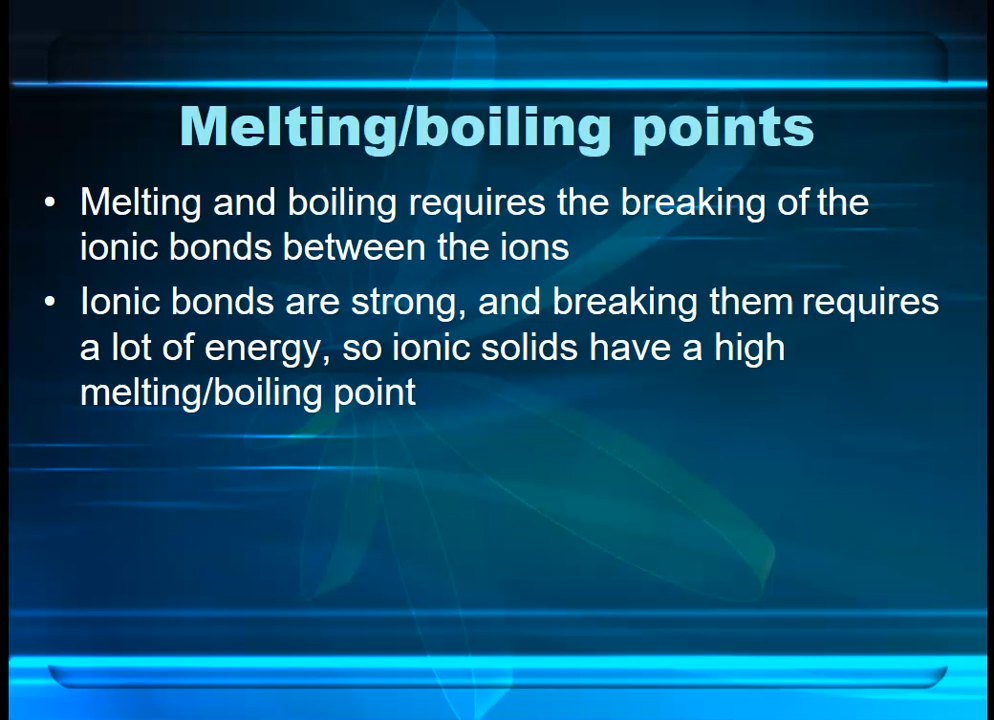 Melting/boiling points
• Melting and boiling requires the breaking of the
ionic bonds between the ions
• Ionic bonds are strong, and breaking them requires
a lot of energy, so ionic solids have a high
melting/boiling point